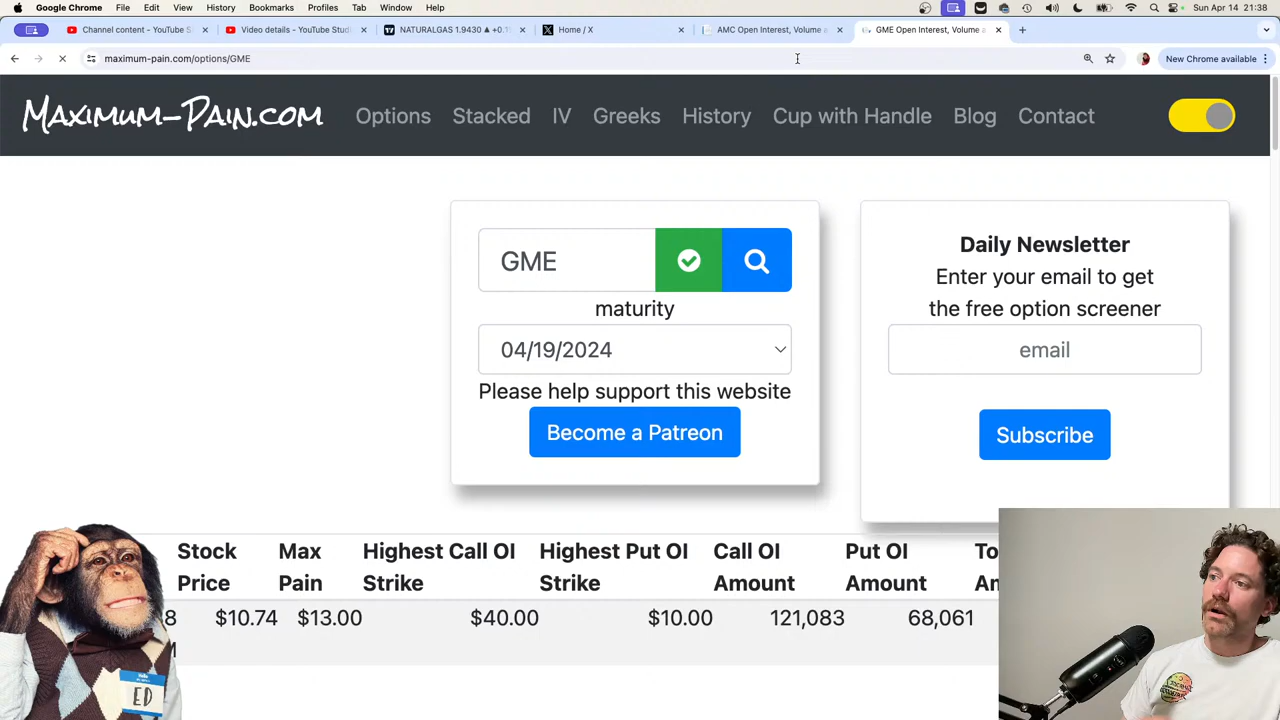 Google Chrome File Edit View History Bookmarks Profiles Tab Window Help Sun Apr 14 21:38
Channel content - YouTube S Video details - YouTube Studi NATURALGAS 1.9430 ▲ +0.1 Home / X AMC Open Interest, Volume a GME Open Interest, Volume a
maximum-pain.com/options/GME New Chrome available
Maximum-Pain.com Options Stacked IV Greeks History Cup with Handle Blog Contact
GME
maturity
04/19/2024
Please help support this website
Become a Patreon
Daily Newsletter
Enter your email to get
the free option screener
email
Subscribe
Stock Price Max Pain Highest Call OI Strike Highest Put OI Strike Call OI Amount Put OI Amount
8 $10.74 $13.00 $40.00 $10.00 121,083 68,061
ED